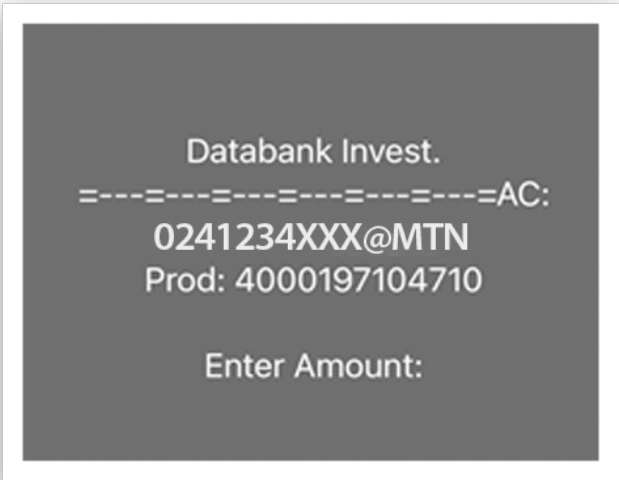 Databank Invest.
=---=---=---=---=---=---=AC:
0241234XXX@MTN
Prod: 4000197104710
Enter Amount: